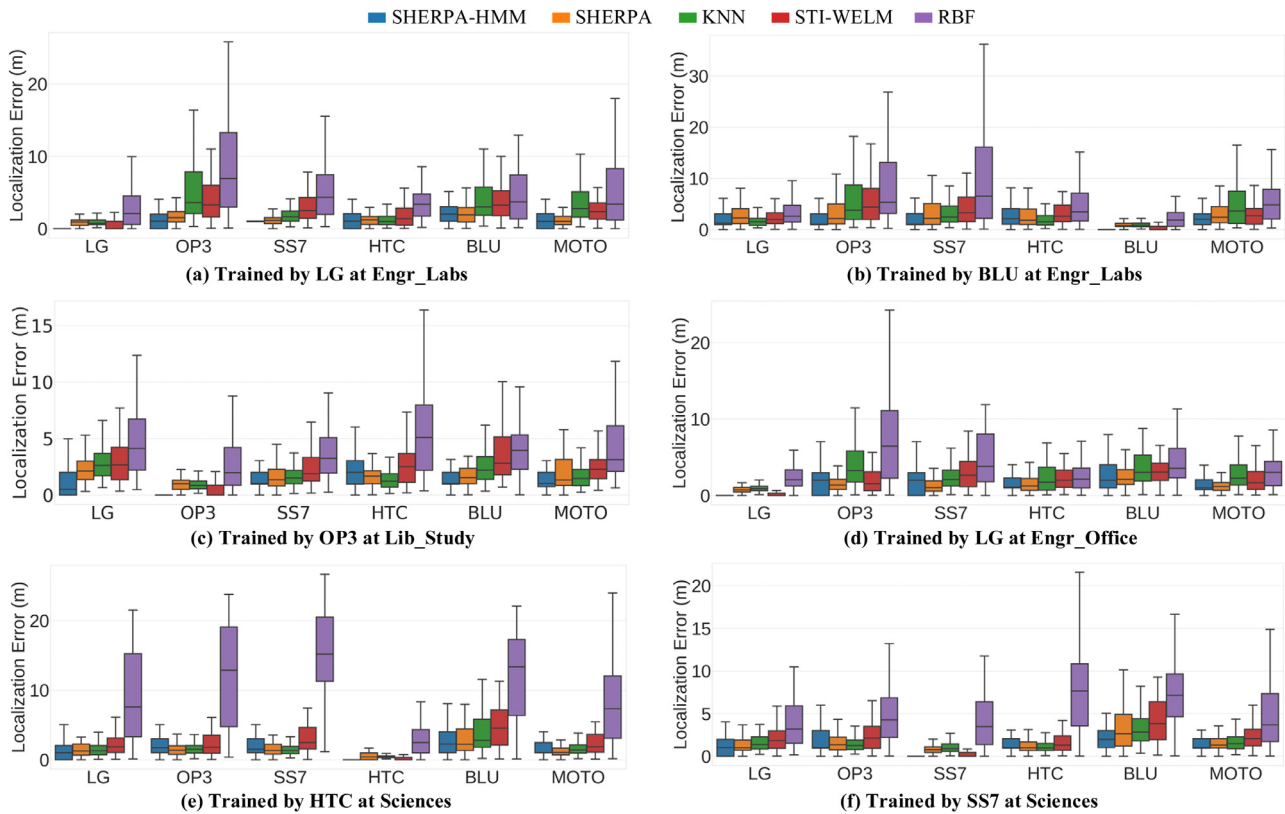 SHERPA-HMM SHERPA KNN STI-WELM RBF
Localization Error (m)
20
10
0
LG OP3 SS7 HTC BLU MOTO
(a) Trained by LG at Engr_Labs
Localization Error (m)
30
20
10
0
LG OP3 SS7 HTC BLU MOTO
(b) Trained by BLU at Engr_Labs
Localization Error (m)
15
10
5
0
LG OP3 SS7 HTC BLU MOTO
(c) Trained by OP3 at Lib_Study
Localization Error (m)
20
10
0
LG OP3 SS7 HTC BLU MOTO
(d) Trained by LG at Engr_Office
Localization Error (m)
20
10
0
LG OP3 SS7 HTC BLU MOTO
(e) Trained by HTC at Sciences
Localization Error (m)
20
15
10
5
0
LG OP3 SS7 HTC BLU MOTO
(f) Trained by SS7 at Sciences